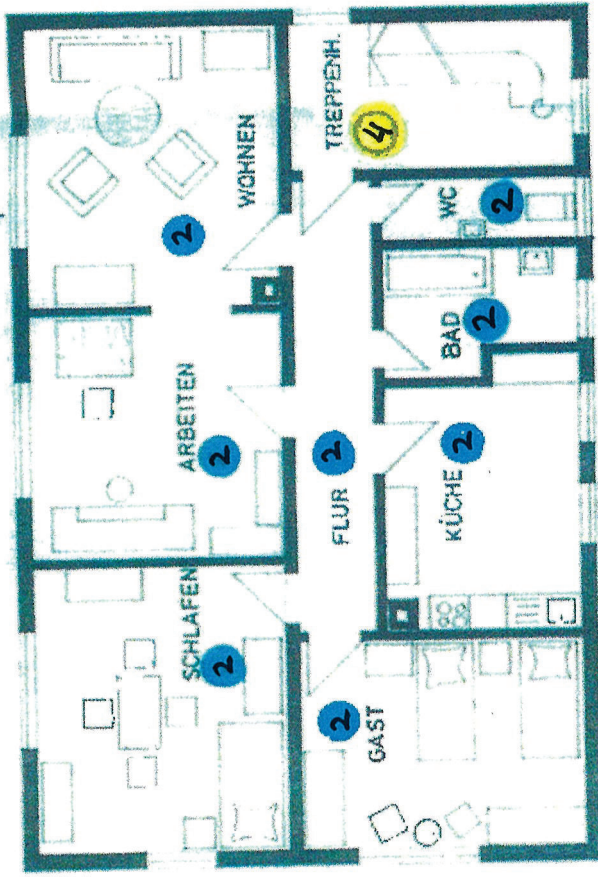 SCHLAFEN
2
ARBEITEN
2
2
WOHNEN
2
GAST
FLUR 2
TREPPENH.
4
KÜCHE 2
BAD
2
WC
2